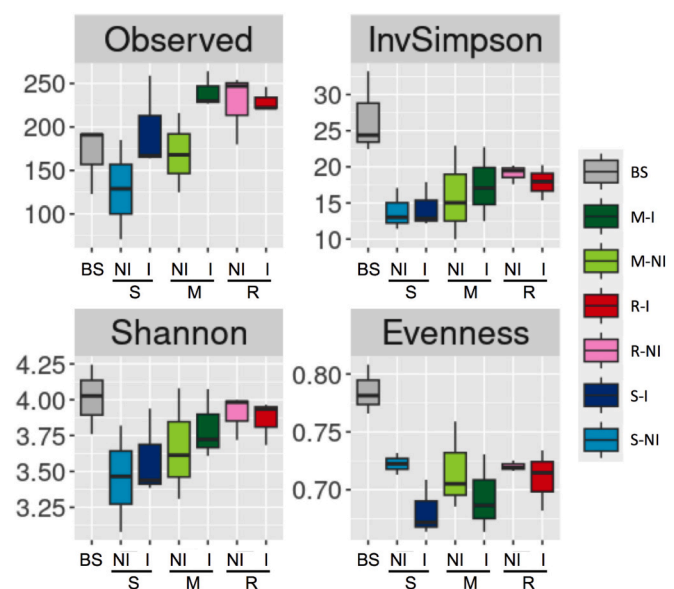 Observed
InvSimpson
250
200
150
100
30
25
20
15
10
BS NI I NI I NI I
S M R
BS NI I NI I NI I
S M R
BS
M-I
M-NI
R-I
R-NI
S-I
S-NI
Shannon
Evenness
4.25
4.00
3.75
3.50
3.25
0.80
0.75
0.70
BS NI I NI I NI I
S M R
BS NI I NI I NI I
S M R